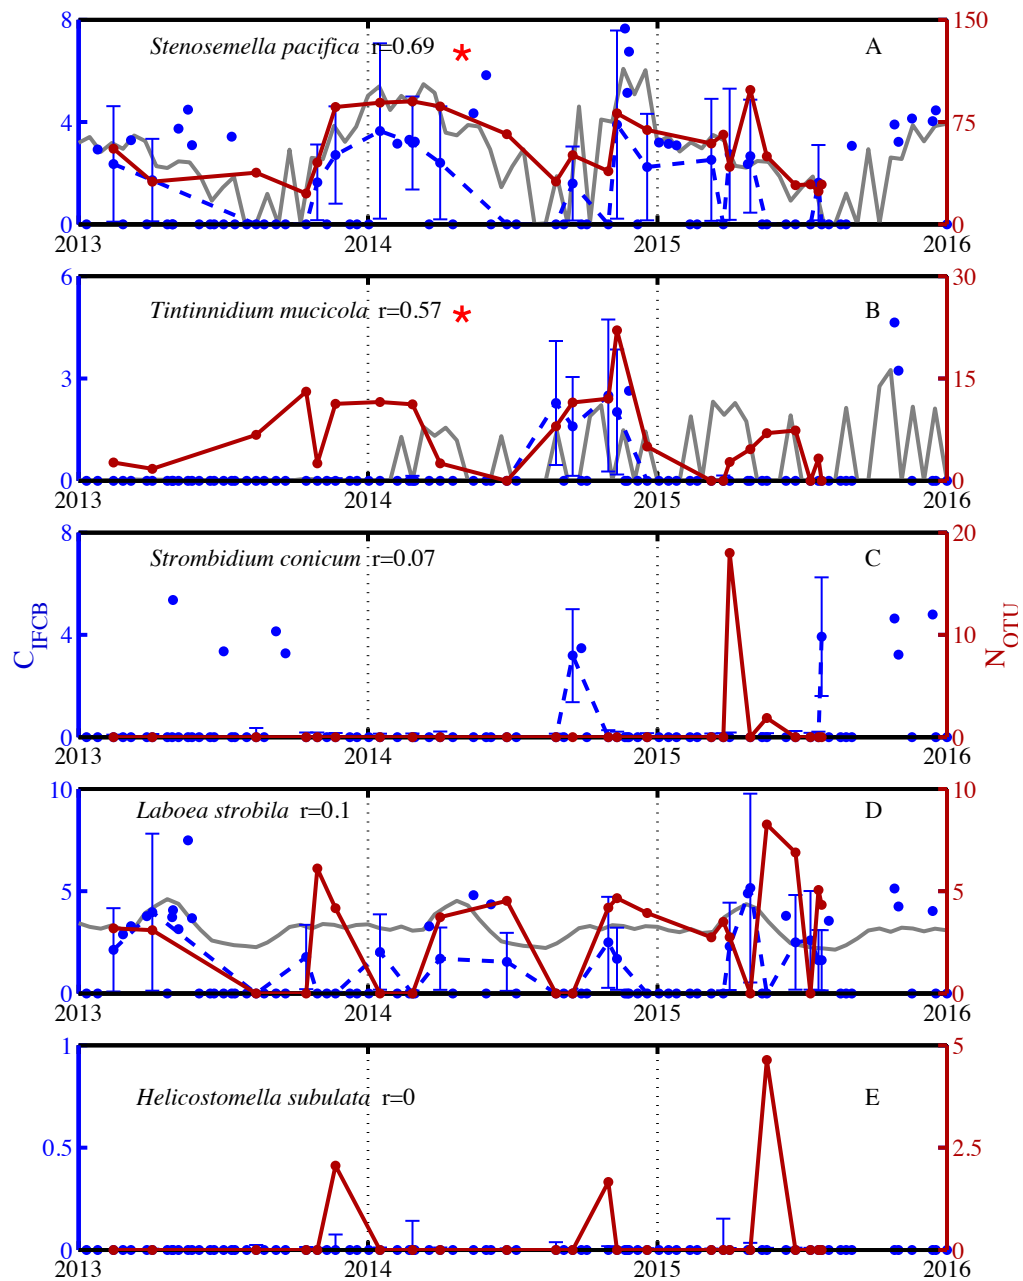 8
150
Stenosemella pacifica r=0.69 * A
4
75
0
0
2013 2014 2015 2016
6
30
Tintinnidium mucicola r=0.57 * B
3
15
0
0
2013 2014 2015 2016
8
20
Strombidium conicum r=0.07 C
4
10
C_IFCB
N_OTU
0
0
2013 2014 2015 2016
10
10
Laboea strobila r=0.1 D
5
5
0
0
2013 2014 2015 2016
1
5
Helicostomella subulata r=0 E
0.5
2.5
0
0
2013 2014 2015 2016